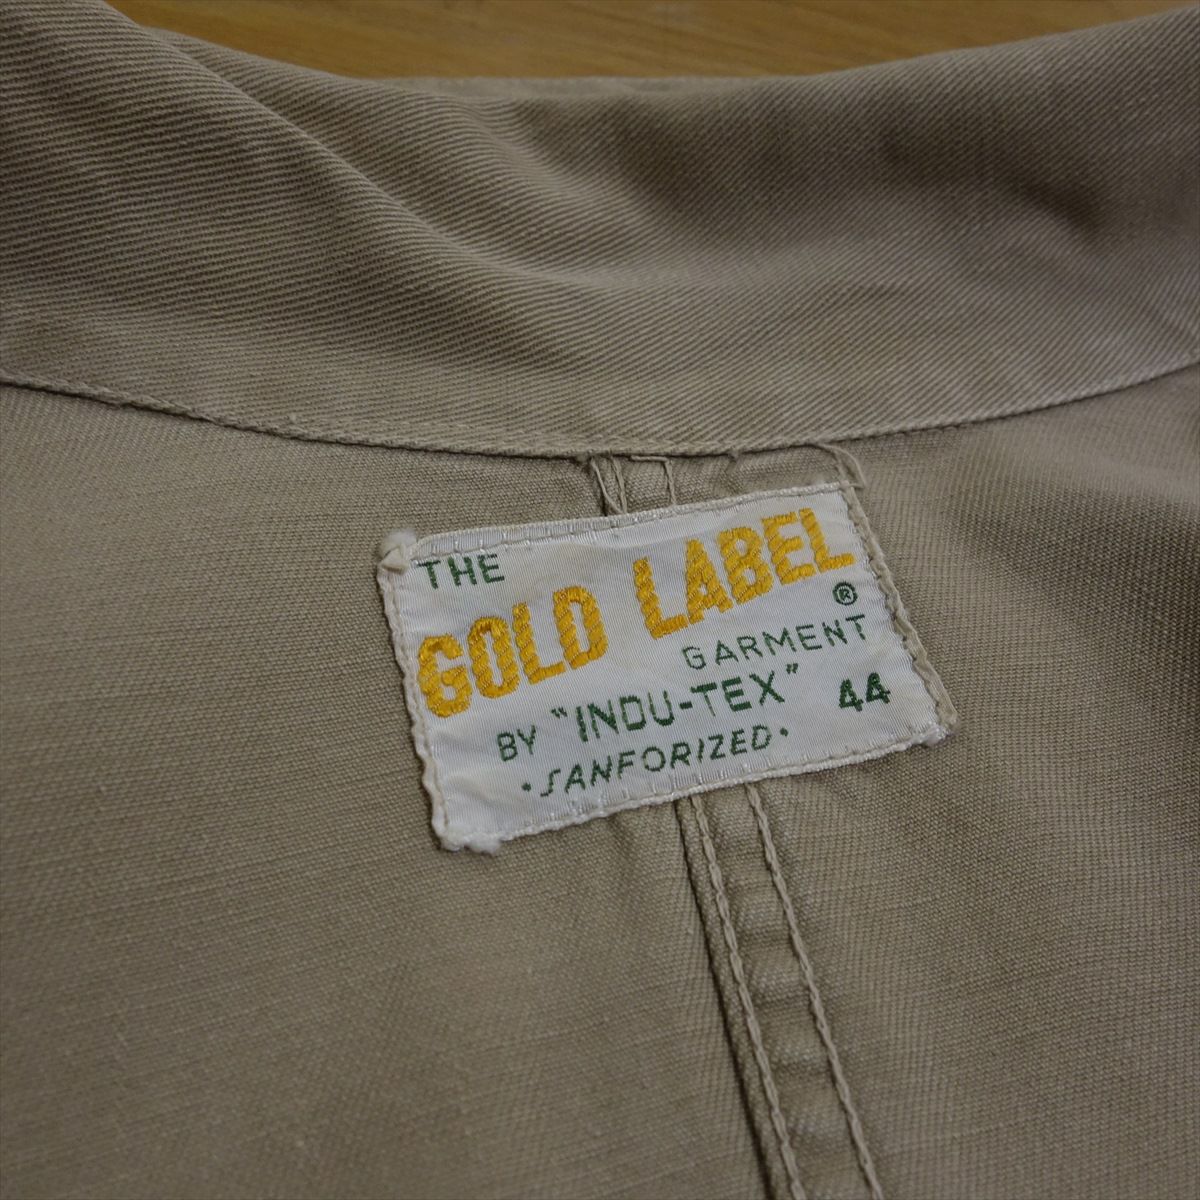 THE
GOLD LABEL
®
GARMENT
BY "INDU-TEX" 44
•SANFORIZED•